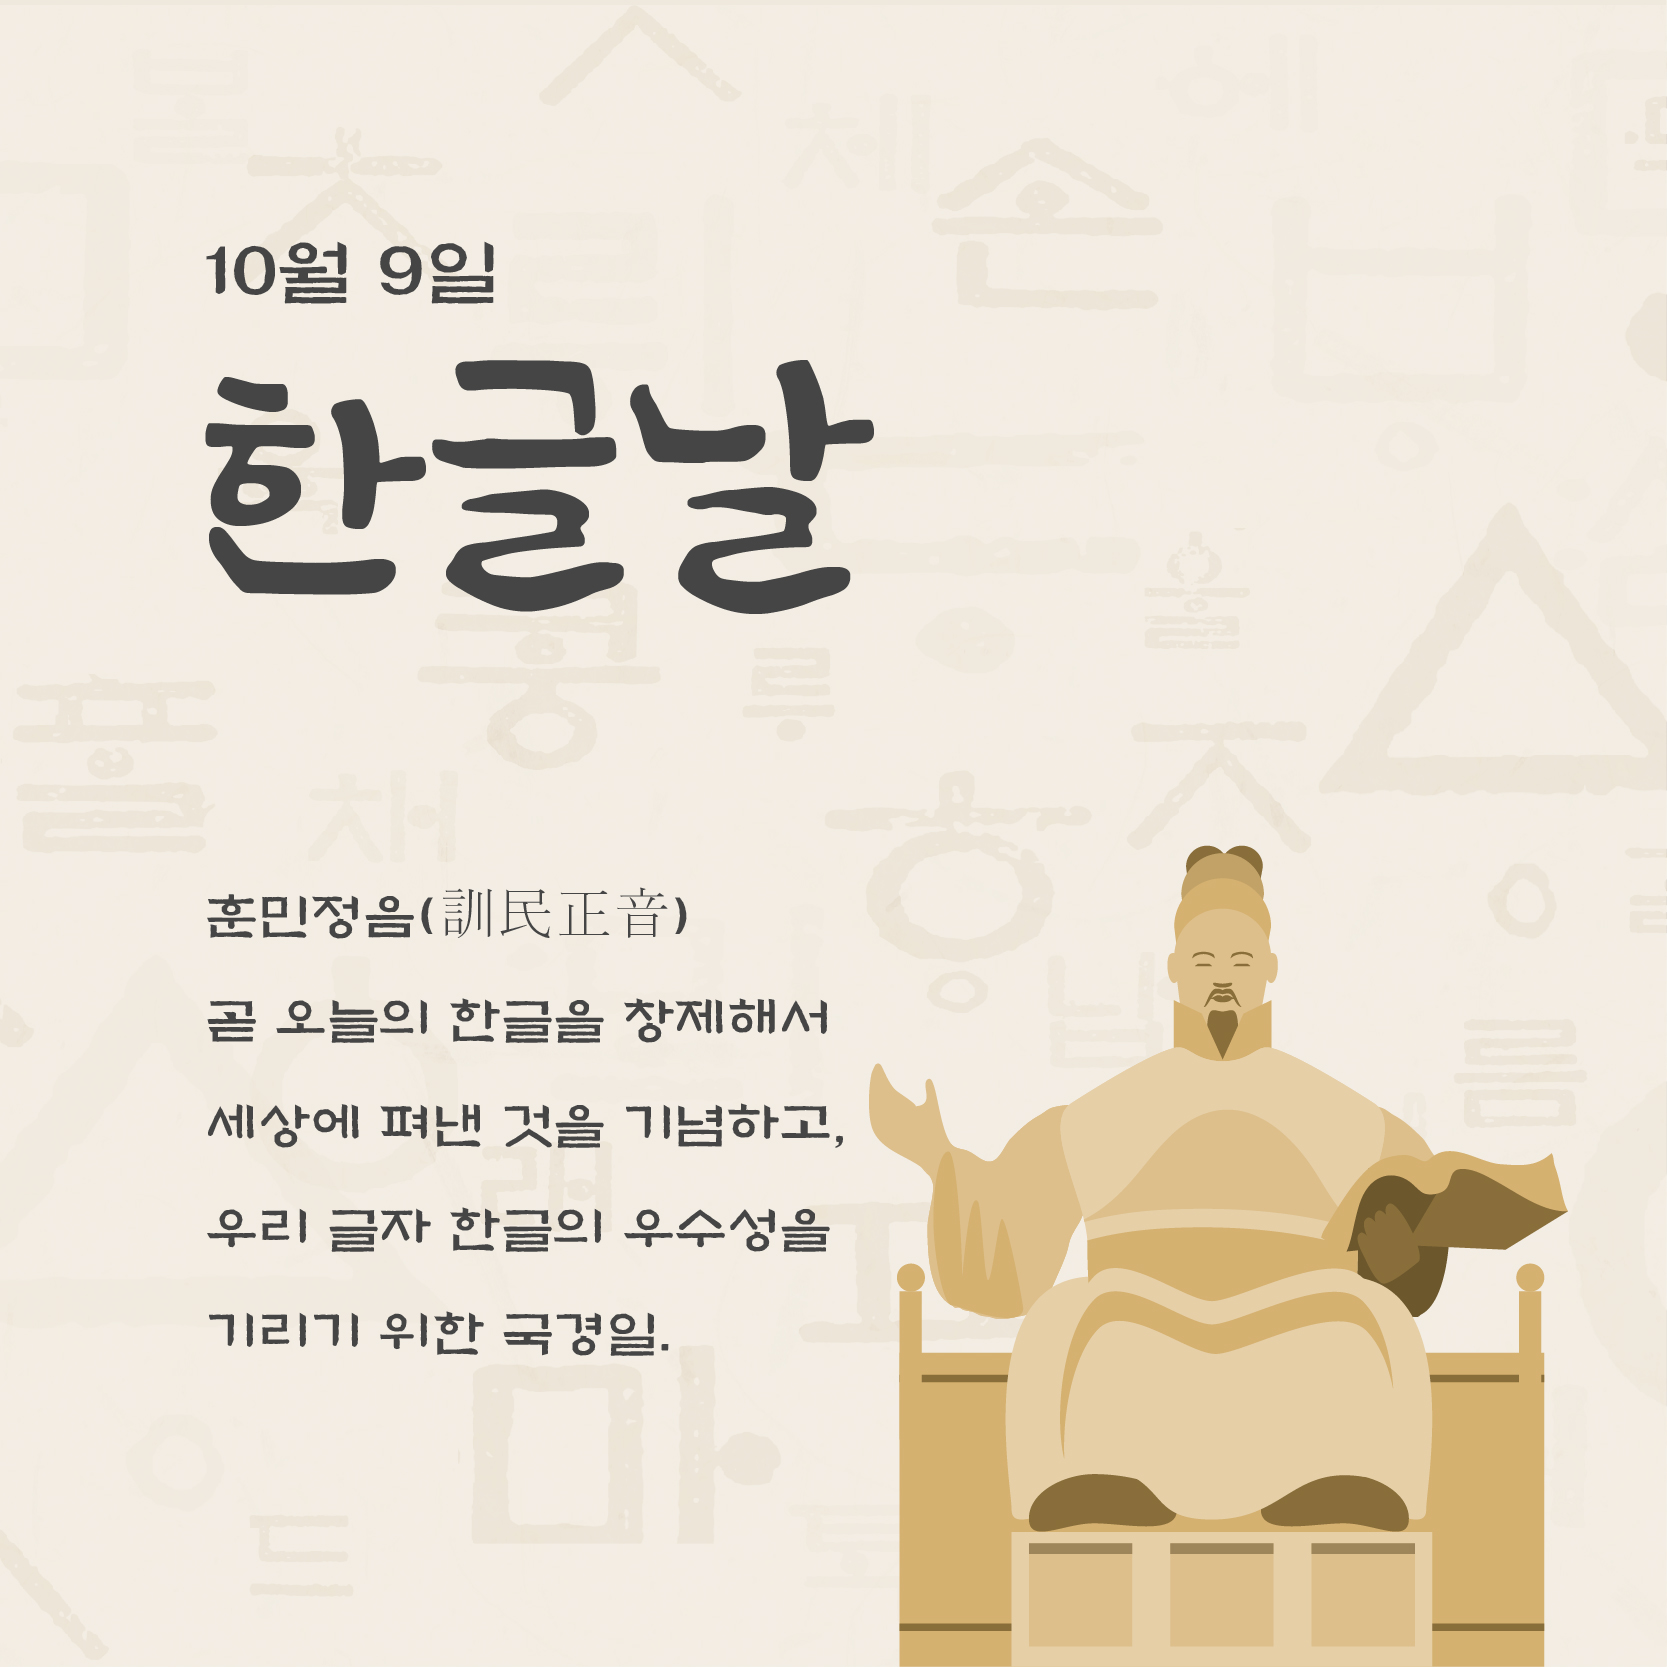 10월 9일
한글날
훈민정음(訓民正音)
곧 오늘의 한글을 창제해서
세상에 펴낸 것을 기념하고,
우리 글자 한글의 우수성을
기리기 위한 국경일.